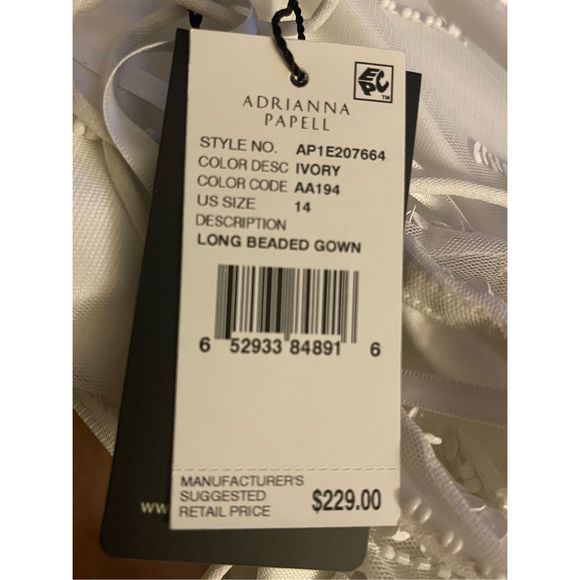 EPC™
ADRIANNA
PAPELL
STYLE NO. AP1E207664
COLOR DESC IVORY
COLOR CODE AA194
US SIZE 14
DESCRIPTION
LONG BEADED GOWN
6 52933 84891 6
MANUFACTURER'S
SUGGESTED
RETAIL PRICE $229.00